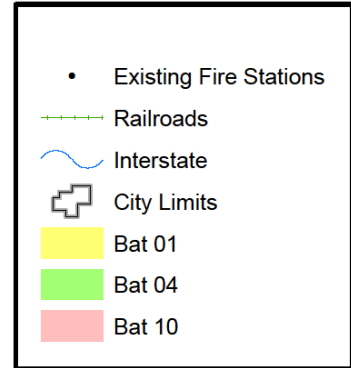 Existing Fire Stations
Railroads
Interstate
City Limits
Bat 01
Bat 04
Bat 10